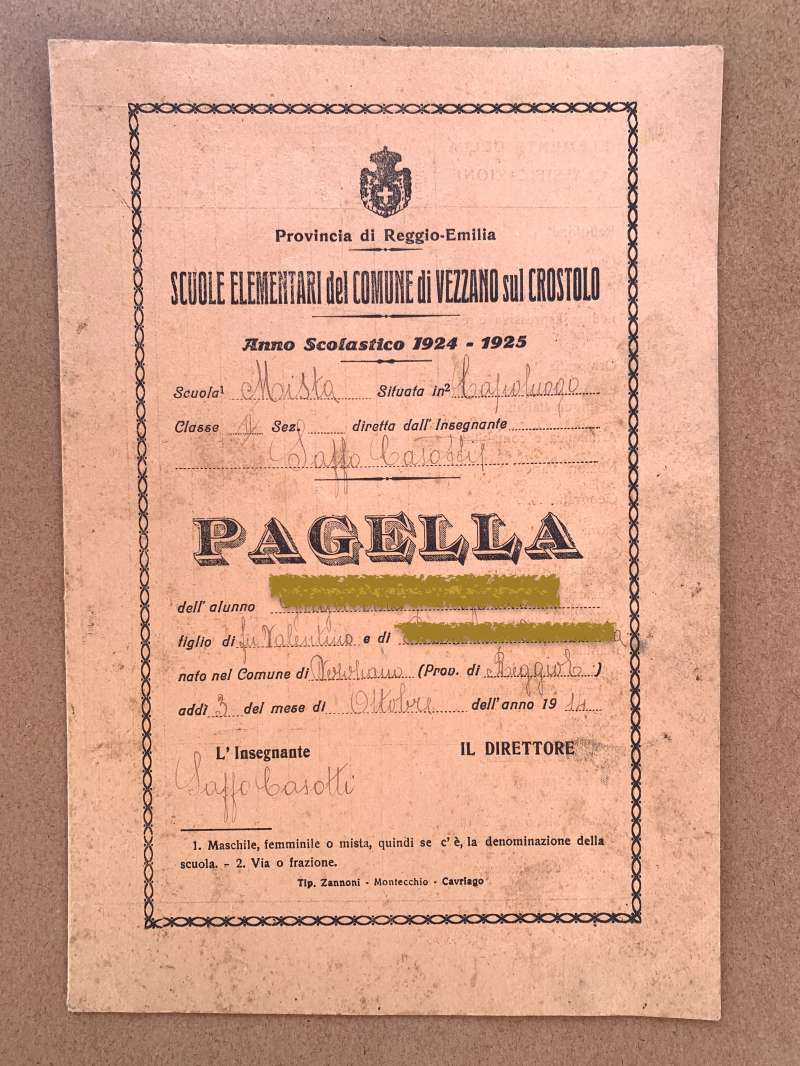 Provincia di Reggio-Emilia
SCUOLE ELEMENTARI del COMUNE di VEZZANO sul CROSTOLO
Anno Scolastico 1924 - 1925
Scuola¹ Mista Situata in² Capoluogo
Classe Sez. diretta dall' Insegnante
Saffo Casotti
PAGELLA
dell' alunno
figlio di fu Valentino e di
nato nel Comune di Vezzano (Prov. di Reggio E.)
addì 3 del mese di Ottobre dell' anno 1914
L' Insegnante IL DIRETTORE
Saffo Casotti
1. Maschile, femminile o mista, quindi se c' è, la denominazione della
scuola. - 2. Via o frazione.
Tip. Zannoni - Montecchio - Cavriago